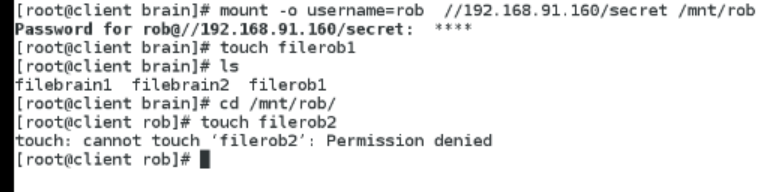 [root@client brain]# mount -o username=rob  //192.168.91.160/secret /mnt/rob
Password for rob@//192.168.91.160/secret:  ****
[root@client brain]# touch filerob1
[root@client brain]# ls
filebrain1  filebrain2  filerob1
[root@client brain]# cd /mnt/rob/
[root@client rob]# touch filerob2
touch: cannot touch ‘filerob2’: Permission denied
[root@client rob]#